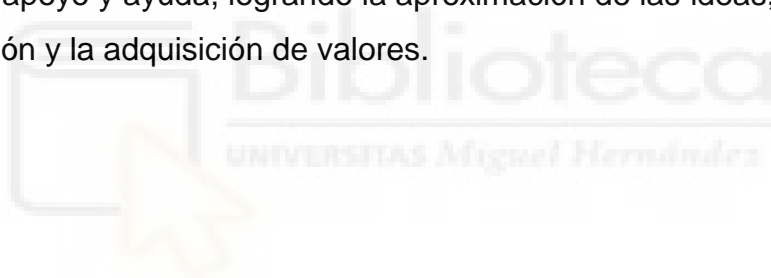 apoyo y ayuda, logrando la aproximación de las ideas,
ón y la adquisición de valores.
Biblioteca
UNIVERSITAS Miguel Hernández